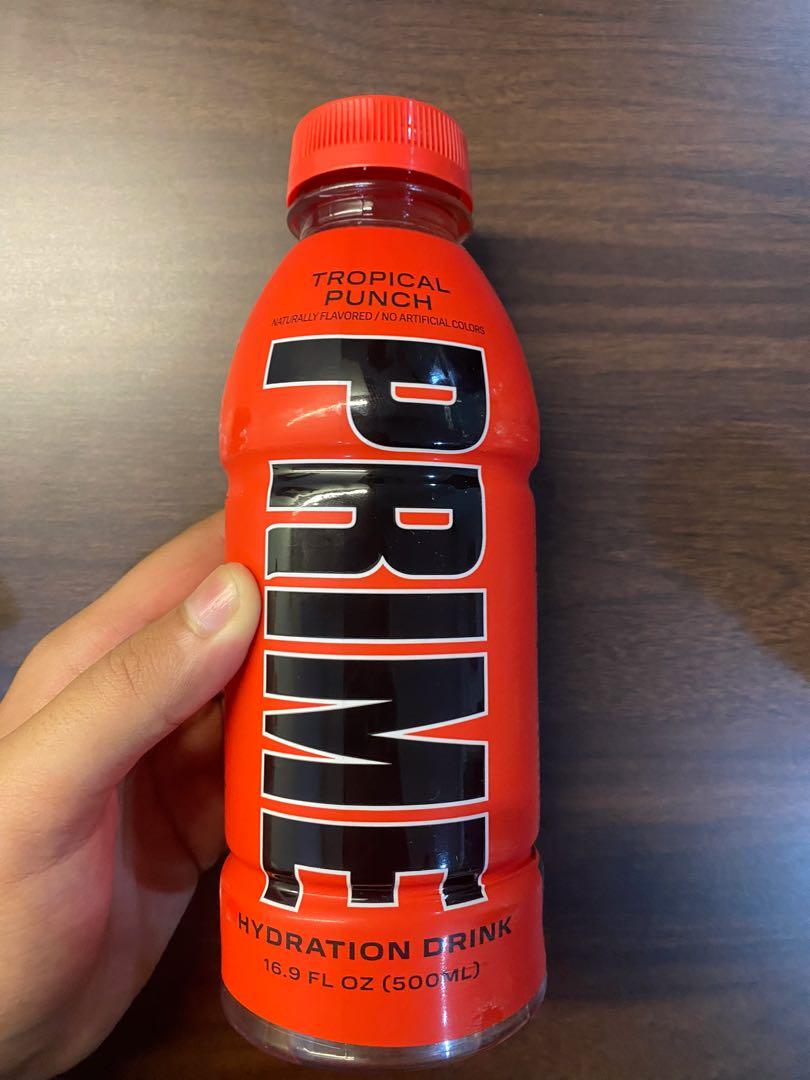 TROPICAL
PUNCH
NATURALLY FLAVORED / NO ARTIFICIAL COLORS
PRIME
HYDRATION DRINK
16.9 FL OZ (500ML)